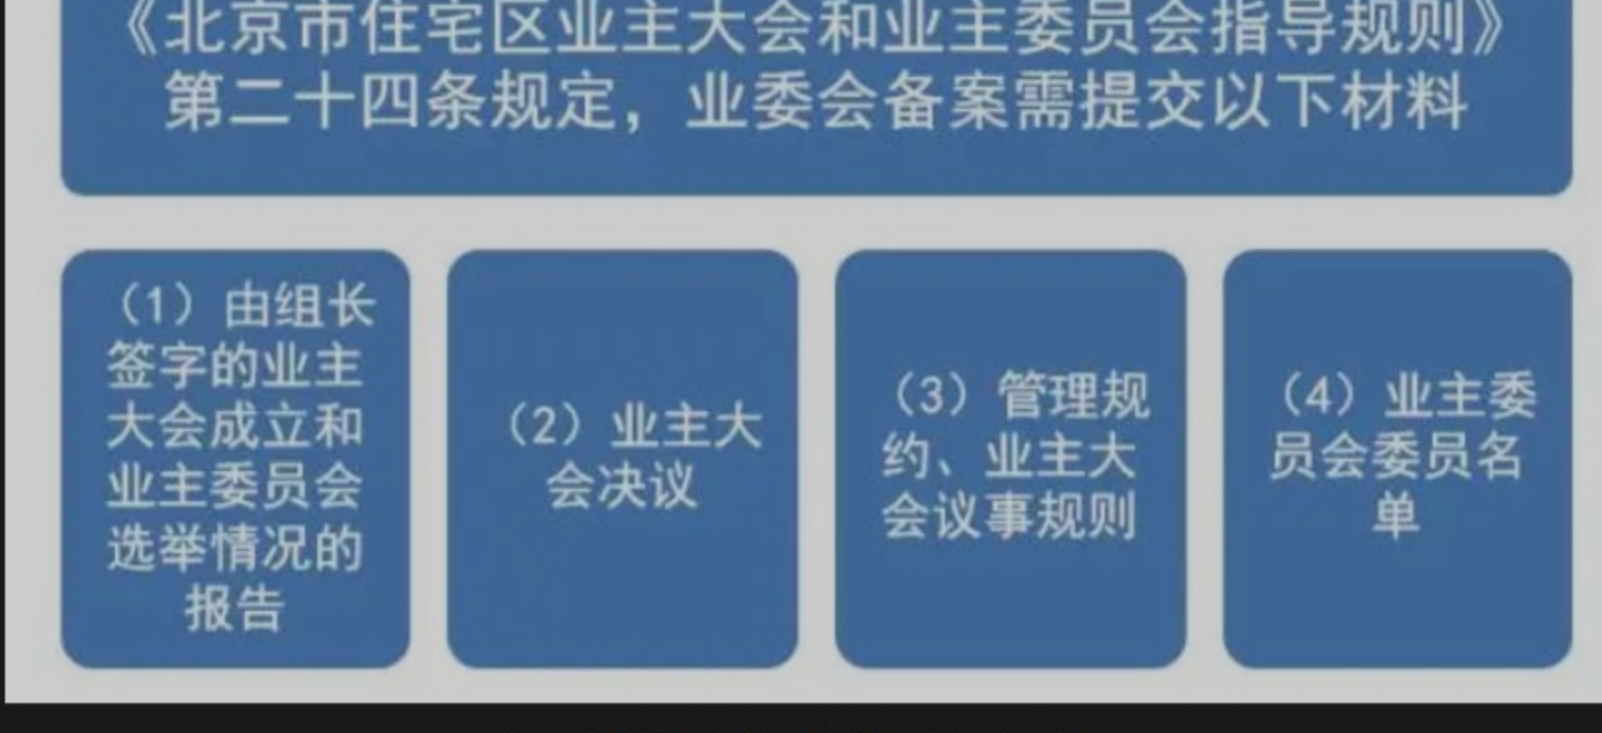 《北京市住宅区业主大会和业主委员会指导规则》
第二十四条规定，业委会备案需提交以下材料
（1）由组长
签字的业主
大会成立和
业主委员会
选举情况的
报告
（2）业主大
会决议
（3）管理规
约、业主大
会议事规则
（4）业主委
员会委员名
单